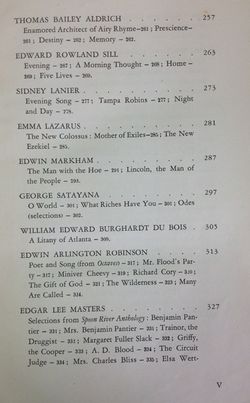 THOMAS BAILEY ALDRICH . . . . . . . 257
Enamored Architect of Airy Rhyme—261; Prescience—
261; Destiny — 262; Memory — 262.
EDWARD ROWLAND SILL . . . . . . . 263
Evening — 267; A Morning Thought — 268; Home—
269; Five Lives — 269.
SIDNEY LANIER . . . . . . . 273
Evening Song — 277; Tampa Robins — 277; Night
and Day — 278.
EMMA LAZARUS . . . . . . . 281
The New Colossus: Mother of Exiles—285; The New
Ezekiel — 285.
EDWIN MARKHAM . . . . . . . 287
The Man with the Hoe — 291; Lincoln, the Man of
the People — 293.
GEORGE SATAYANA . . . . . . . 297
O World — 301; What Riches Have You — 301; Odes
(selections) — 302.
WILLIAM EDWARD BURGHARDT DU BOIS . 303
A Litany of Atlanta — 309.
EDWIN ARLINGTON ROBINSON . . . . . 313
Poet and Song (from Octaves) — 317; Mr. Flood's Par-
ty — 317; Miniver Cheevy — 319; Richard Cory — 320;
The Gift of God — 321; The Wilderness — 323; Many
Are Called — 324.
EDGAR LEE MASTERS . . . . . . . 327
Selections from Spoon River Anthology: Benjamin Pan-
tier — 331; Mrs. Benjamin Pantier — 331; Trainor, the
Druggist — 331; Margaret Fuller Slack — 332; Griffy,
the Cooper — 333; A. D. Blood — 334; The Circuit
Judge — 334; Mrs. Charles Bliss — 335; Elsa Wert-
V